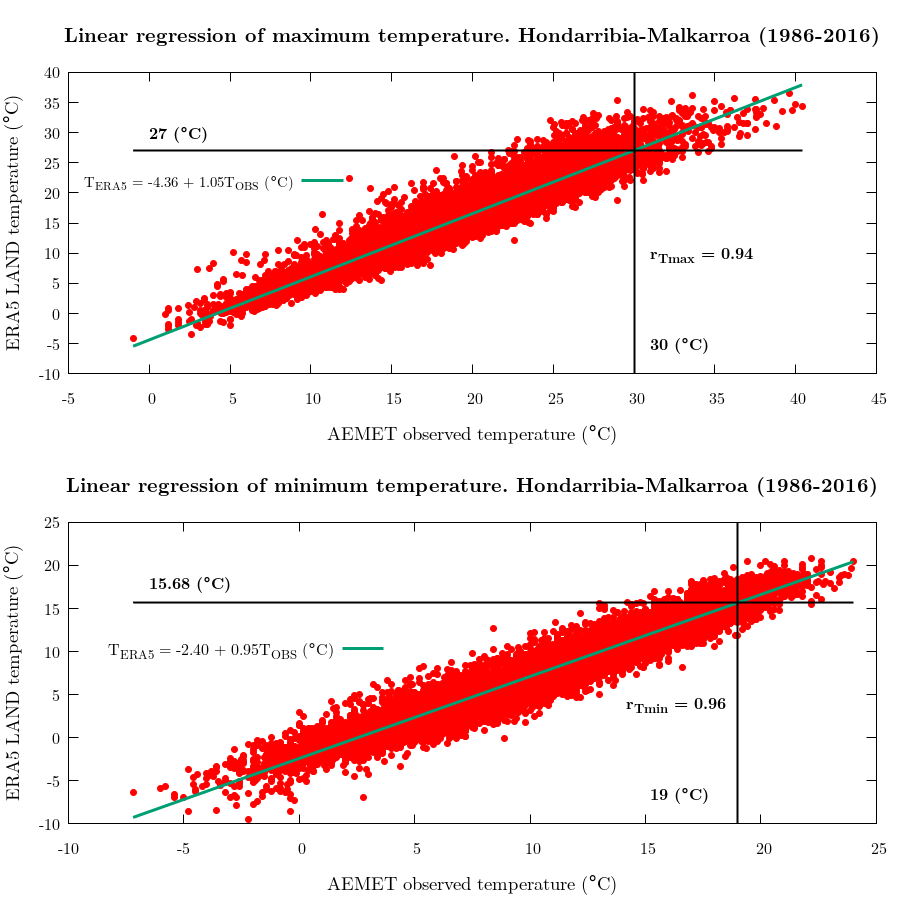 Linear regression of maximum temperature. Hondarribia-Malkarroa (1986-2016)
ERA5 LAND temperature (°C)
40
35
30
25
20
15
10
5
0
-5
-10
27 (°C)
T_ERA5 = -4.36 + 1.05T_OBS (°C)
r_Tmax = 0.94
30 (°C)
-5 0 5 10 15 20 25 30 35 40 45
AEMET observed temperature (°C)
Linear regression of minimum temperature. Hondarribia-Malkarroa (1986-2016)
ERA5 LAND temperature (°C)
25
20
15
10
5
0
-5
-10
15.68 (°C)
T_ERA5 = -2.40 + 0.95T_OBS (°C)
r_Tmin = 0.96
19 (°C)
-10 -5 0 5 10 15 20 25
AEMET observed temperature (°C)